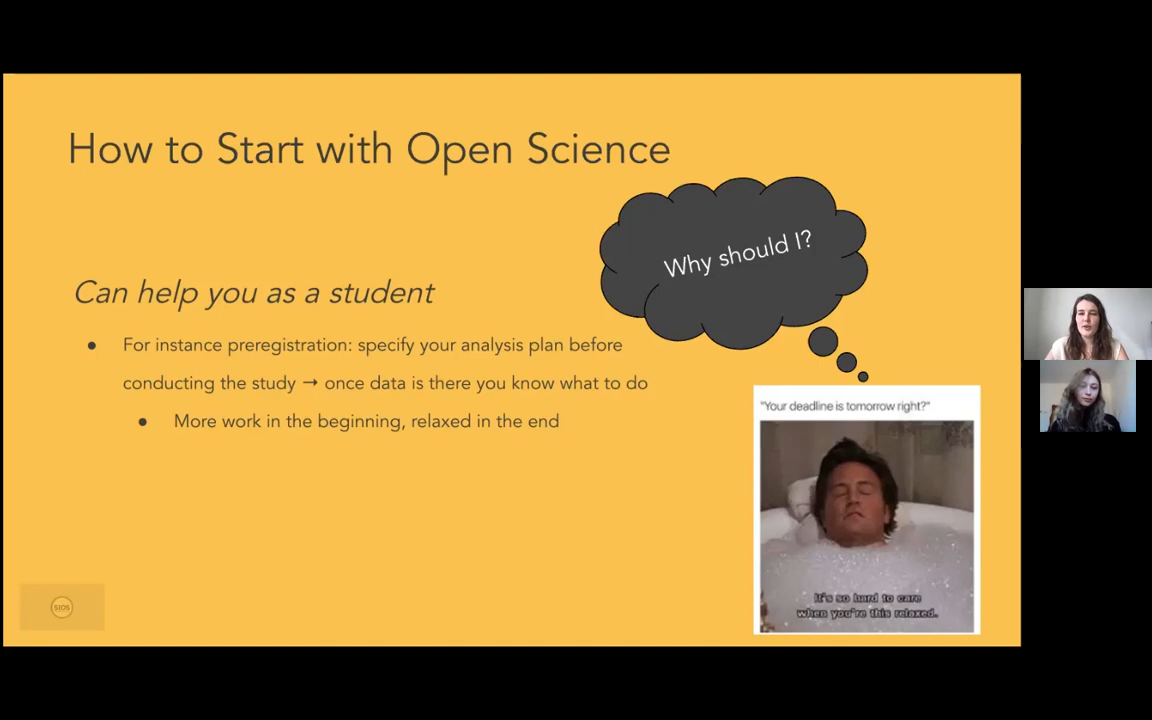 How to Start with Open Science
Why should I?
Can help you as a student
● For instance preregistration: specify your analysis plan before
conducting the study → once data is there you know what to do
● More work in the beginning, relaxed in the end
"Your deadline is tomorrow right?"
It's so hard to care
when you're this relaxed.
SIOS